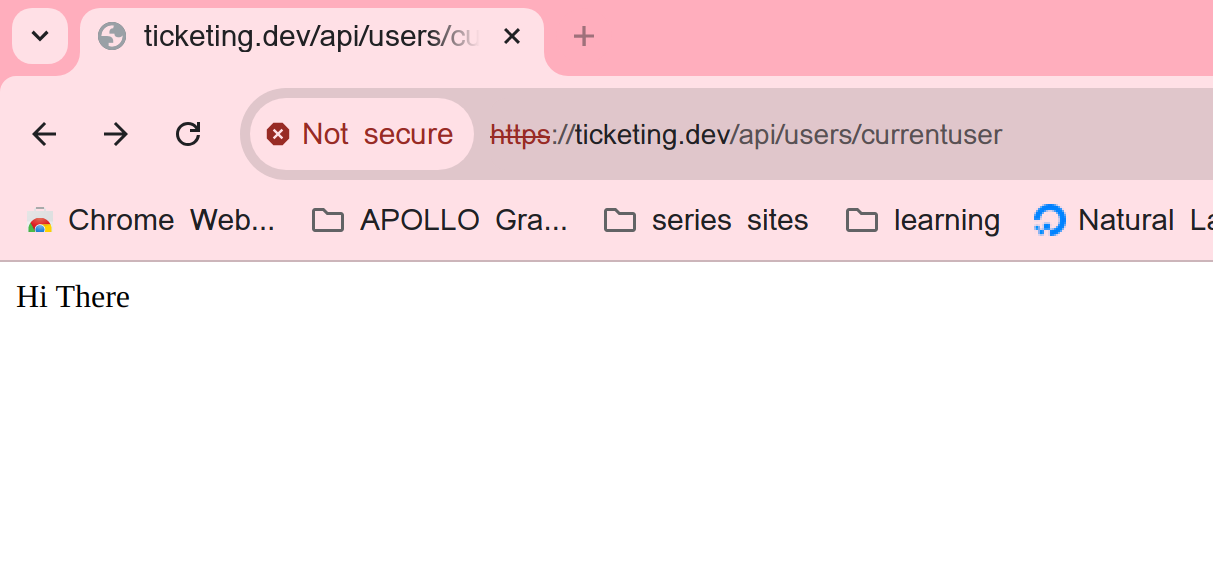 ticketing.dev/api/users/cu
Not secure https://ticketing.dev/api/users/currentuser
Chrome Web... APOLLO Gra... series sites learning Natural La
Hi There